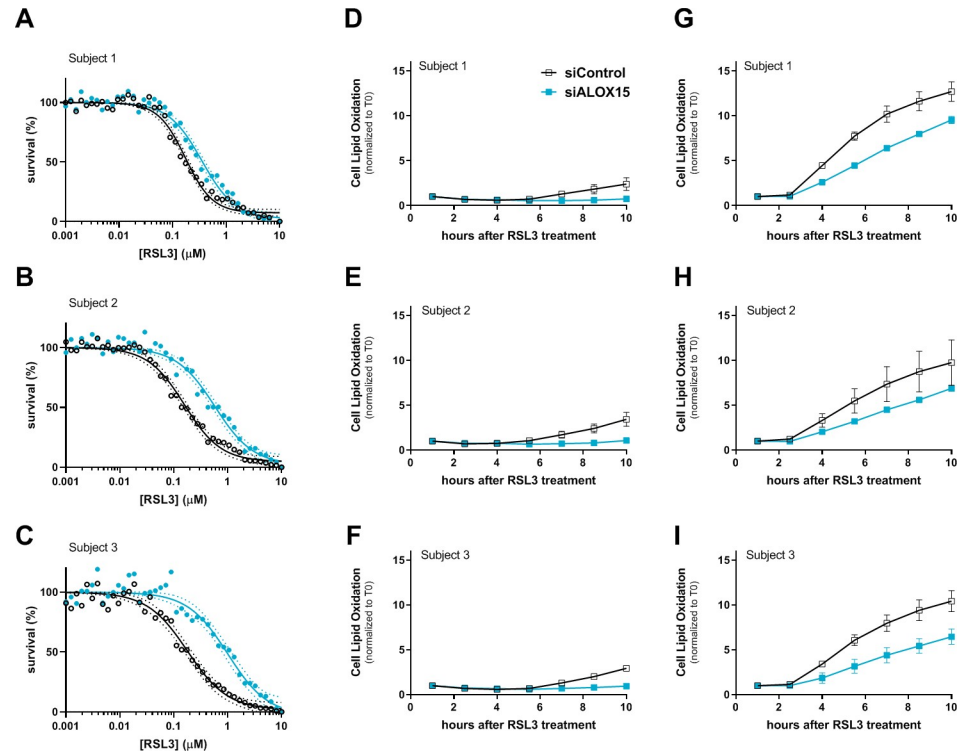 A
Subject 1
survival (%)
100
50
0
0.001
0.01
0.1
1
10
[RSL3] (μM)
D
Subject 1
siControl
siALOX15
Cell Lipid Oxidation
(normalized to T0)
15
10
5
0
0
2
4
6
8
10
hours after RSL3 treatment
G
Subject 1
Cell Lipid Oxidation
(normalized to T0)
15
10
5
0
0
2
4
6
8
10
hours after RSL3 treatment
B
Subject 2
survival (%)
100
50
0
0.001
0.01
0.1
1
10
[RSL3] (μM)
E
Subject 2
Cell Lipid Oxidation
(normalized to T0)
15
10
5
0
0
2
4
6
8
10
hours after RSL3 treatment
H
Subject 2
Cell Lipid Oxidation
(normalized to T0)
15
10
5
0
0
2
4
6
8
10
hours after RSL3 treatment
C
Subject 3
survival (%)
100
50
0
0.001
0.01
0.1
1
10
[RSL3] (μM)
F
Subject 3
Cell Lipid Oxidation
(normalized to T0)
15
10
5
0
0
2
4
6
8
10
hours after RSL3 treatment
I
Subject 3
Cell Lipid Oxidation
(normalized to T0)
15
10
5
0
0
2
4
6
8
10
hours after RSL3 treatment